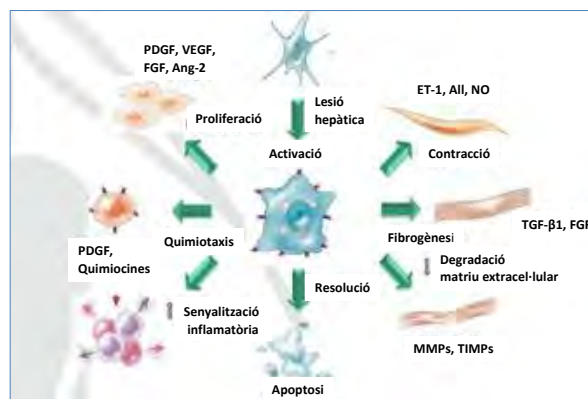 PDGF, VEGF,
FGF, Ang-2
Proliferació
Lesió
hepàtica
Activació
ET-1, AII, NO
Contracció
PDGF,
Quimiocines
Quimiotaxis
Fibrogènesi
TGF-β1, FGF
Degradació
matriu extracel·lular
Senyalització
inflamatòria
Resolució
MMPs, TIMPs
Apoptosi